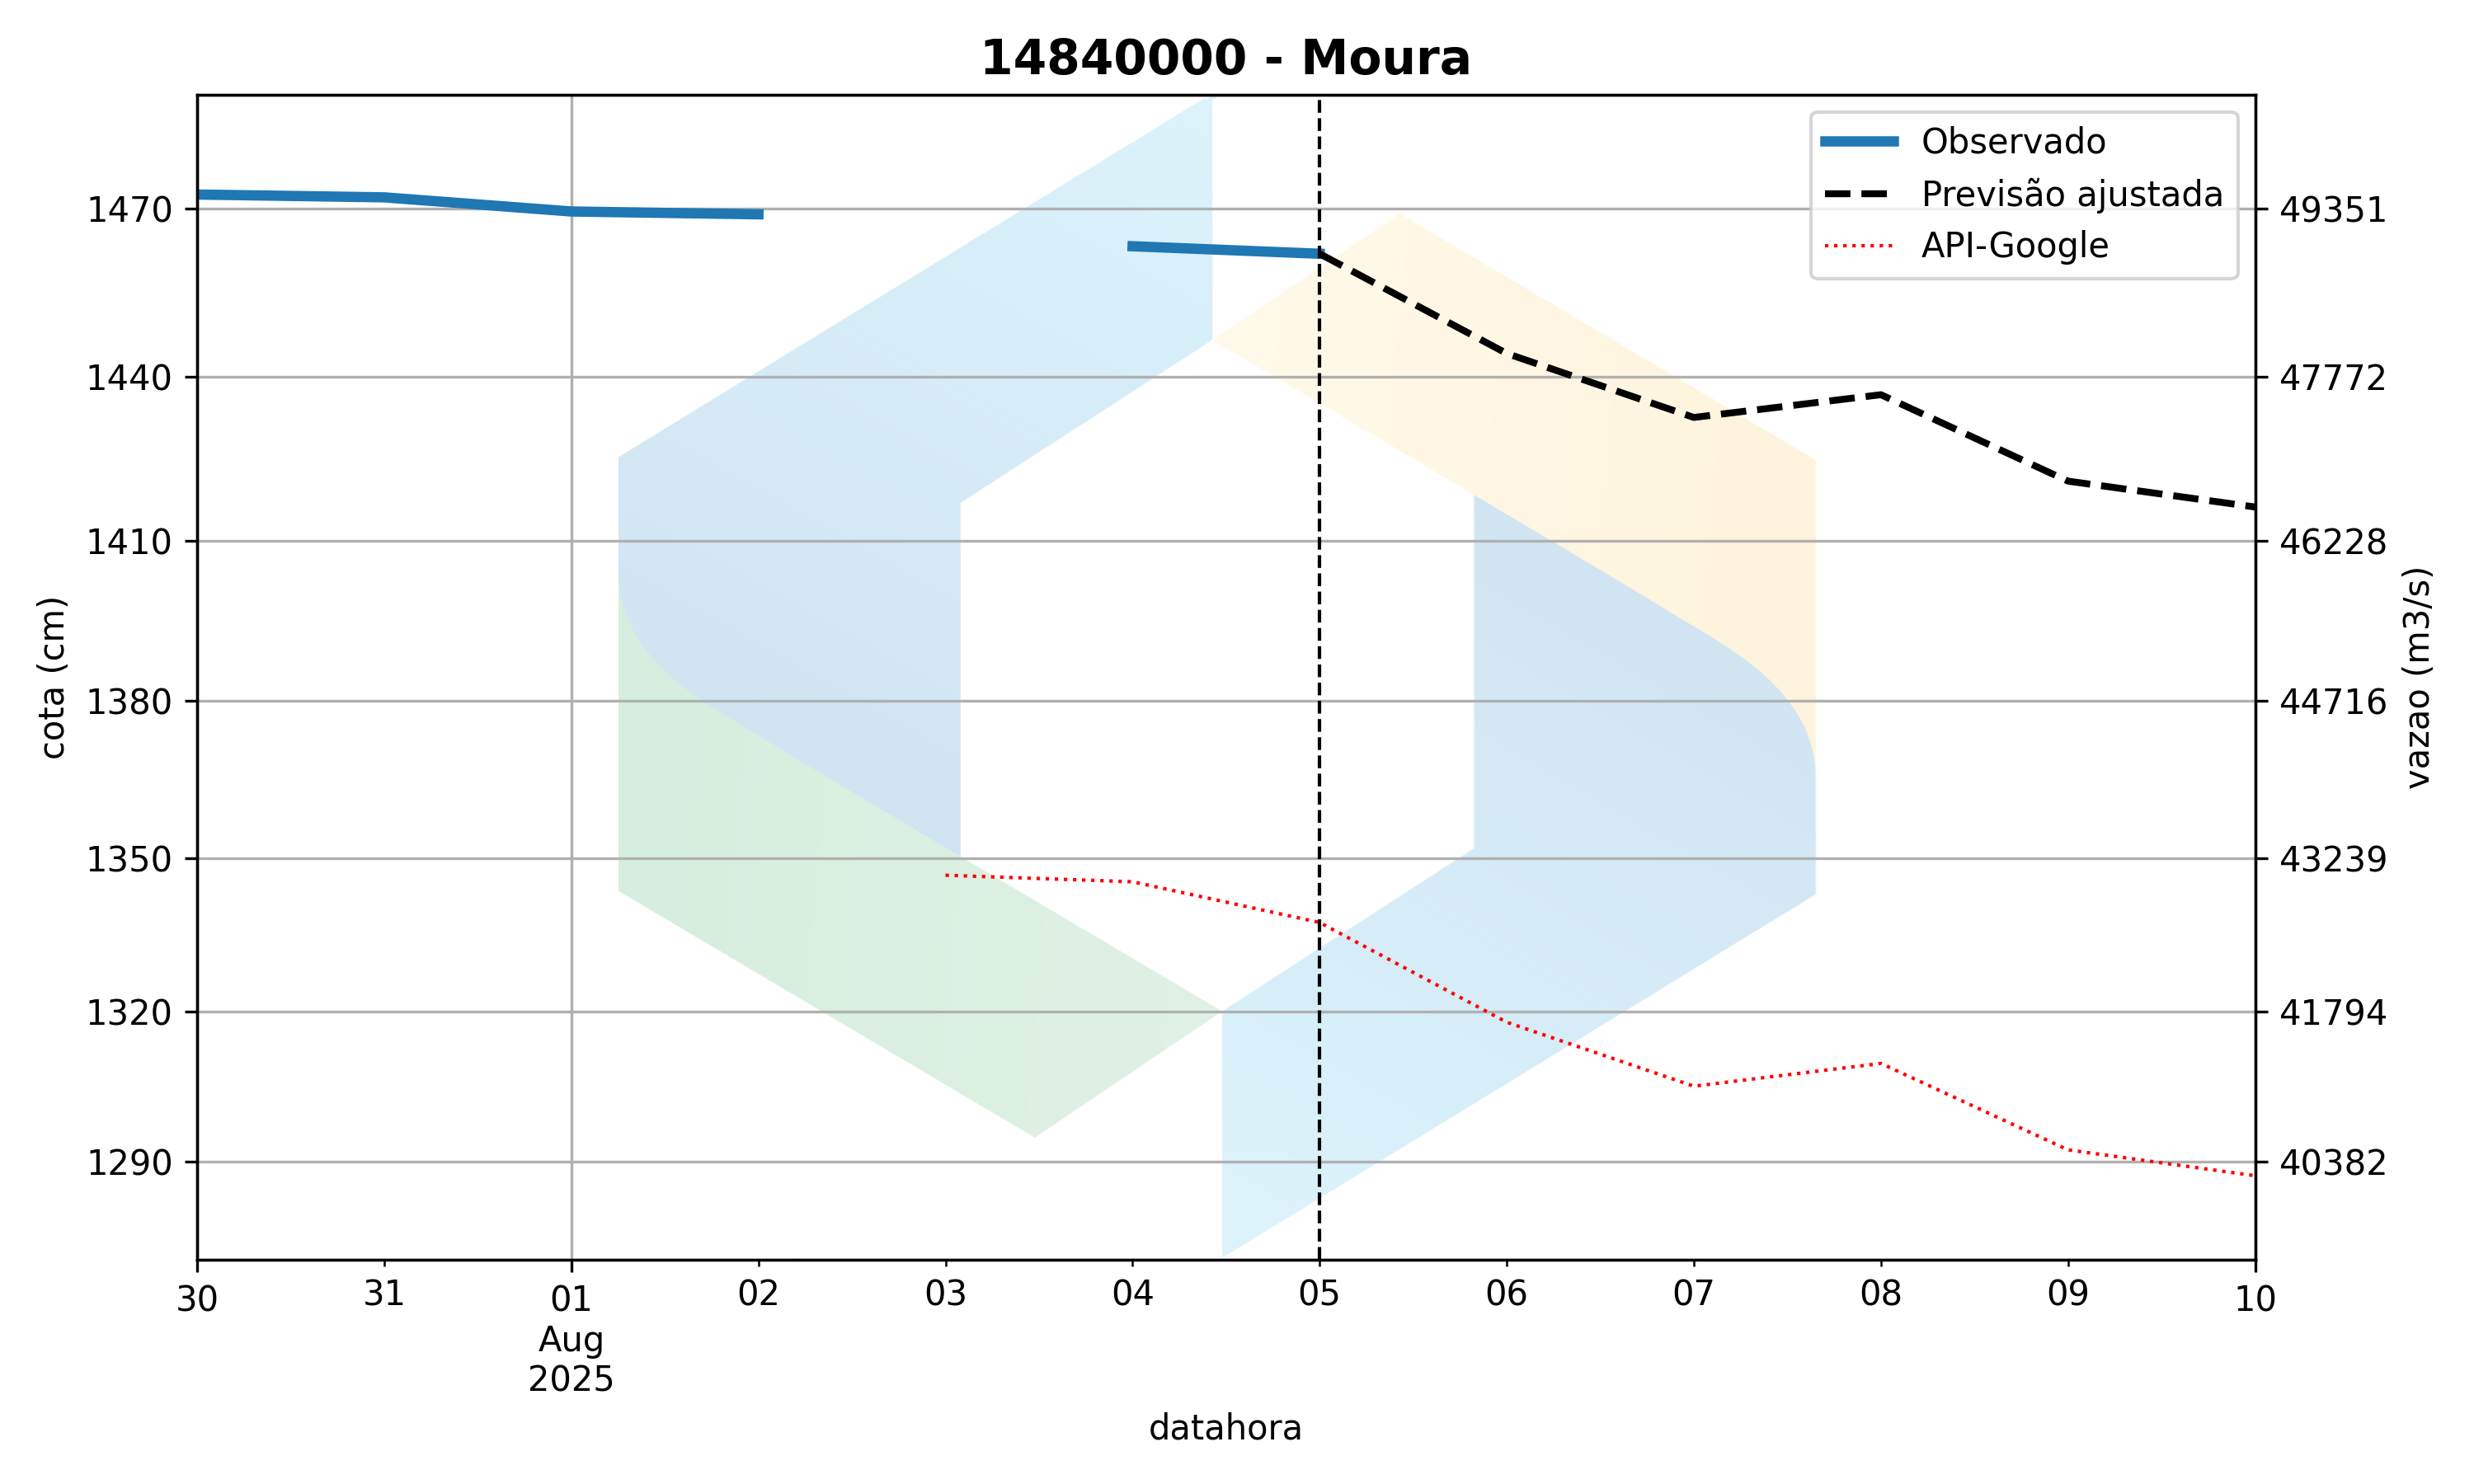 14840000 - Moura
Observado
Previsão ajustada
API-Google
1470
1440
1410
1380
1350
1320
1290
cota (cm)
49351
47772
46228
44716
43239
41794
40382
vazao (m3/s)
30 31 01 02 03 04 05 06 07 08 09 10
Aug
2025
datahora